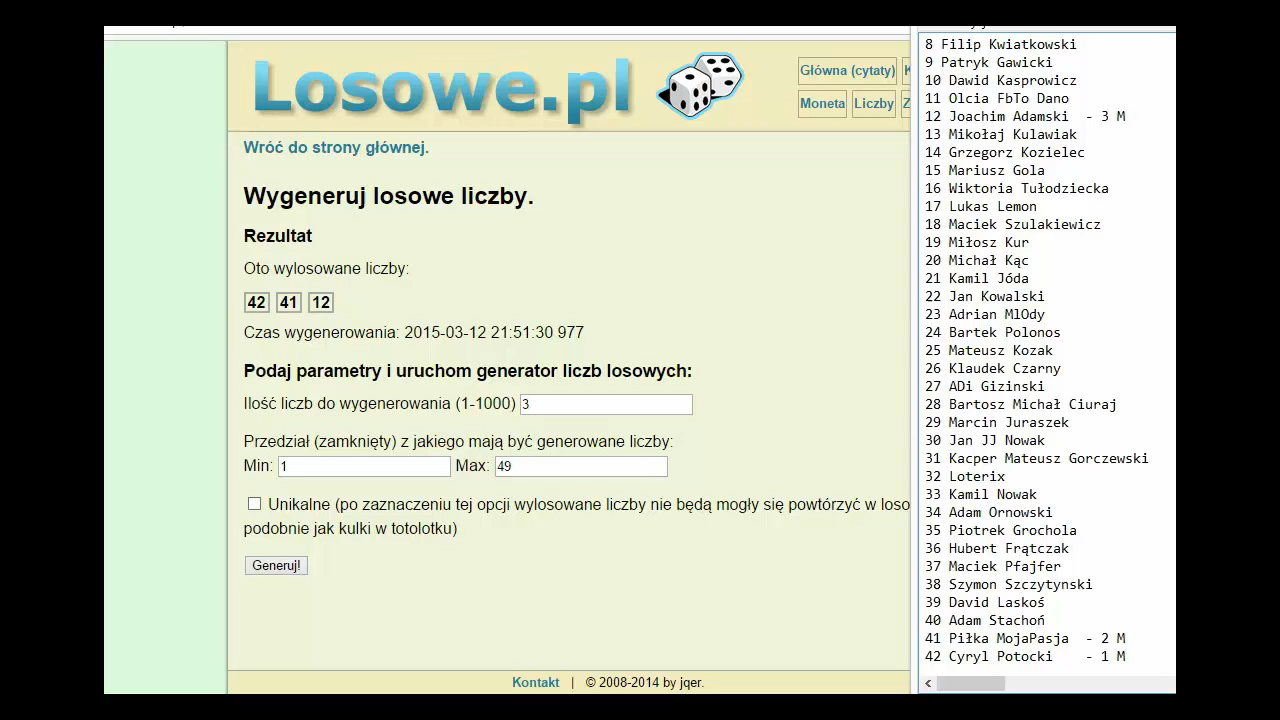 Losowe.pl
Główna (cytaty)
Moneta Liczby
Wróć do strony głównej.
Wygeneruj losowe liczby.
Rezultat
Oto wylosowane liczby:
42 41 12
Czas wygenerowania: 2015-03-12 21:51:30 977
Podaj parametry i uruchom generator liczb losowych:
Ilość liczb do wygenerowania (1-1000) 3
Przedział (zamknięty) z jakiego mają być generowane liczby:
Min: 1 Max: 49
Unikalne (po zaznaczeniu tej opcji wylosowane liczby nie będą mogły się powtórzyć w loso
podobnie jak kulki w totolotku)
Generuj!
Kontakt | © 2008-2014 by jqer.
8 Filip Kwiatkowski
9 Patryk Gawicki
10 Dawid Kasprowicz
11 Olcia FbTo Dano
12 Joachim Adamski - 3 M
13 Mikołaj Kulawiak
14 Grzegorz Kozielec
15 Mariusz Gola
16 Wiktoria Tułodziecka
17 Lukas Lemon
18 Maciek Szulakiewicz
19 Miłosz Kur
20 Michał Kąc
21 Kamil Jóda
22 Jan Kowalski
23 Adrian MlOdy
24 Bartek Polonos
25 Mateusz Kozak
26 Klaudek Czarny
27 ADi Gizinski
28 Bartosz Michał Ciuraj
29 Marcin Juraszek
30 Jan JJ Nowak
31 Kacper Mateusz Gorczewski
32 Loterix
33 Kamil Nowak
34 Adam Ornowski
35 Piotrek Grochola
36 Hubert Frątczak
37 Maciek Pfajfer
38 Szymon Szczytynski
39 David Laskoś
40 Adam Stachoń
41 Piłka MojaPasja - 2 M
42 Cyryl Potocki - 1 M